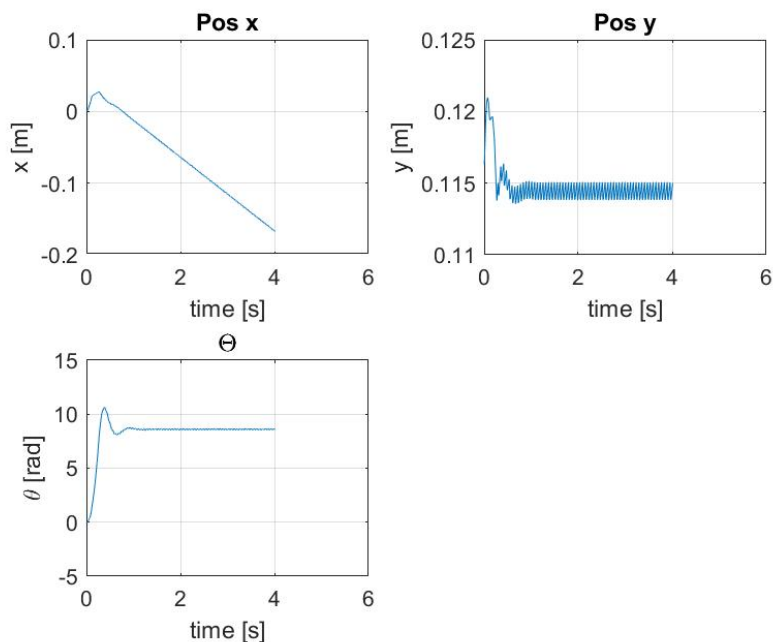 Pos x
0.1
0
-0.1
-0.2
x [m]
0
2
4
6
time [s]
Pos y
0.125
0.12
0.115
0.11
y [m]
0
2
4
6
time [s]
Θ
15
10
5
0
-5
θ [rad]
0
2
4
6
time [s]